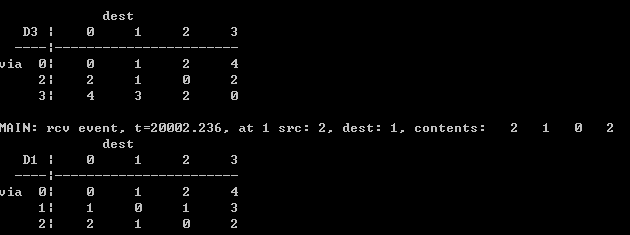 dest
D3 ¦ 0 1 2 3
----¦-----------------------
via 0¦ 0 1 2 4
2¦ 2 1 0 2
3¦ 4 3 2 0
MAIN: rcv event, t=20002.236, at 1 src: 2, dest: 1, contents: 2 1 0 2
dest
D1 ¦ 0 1 2 3
----¦-----------------------
via 0¦ 0 1 2 4
1¦ 1 0 1 3
2¦ 2 1 0 2